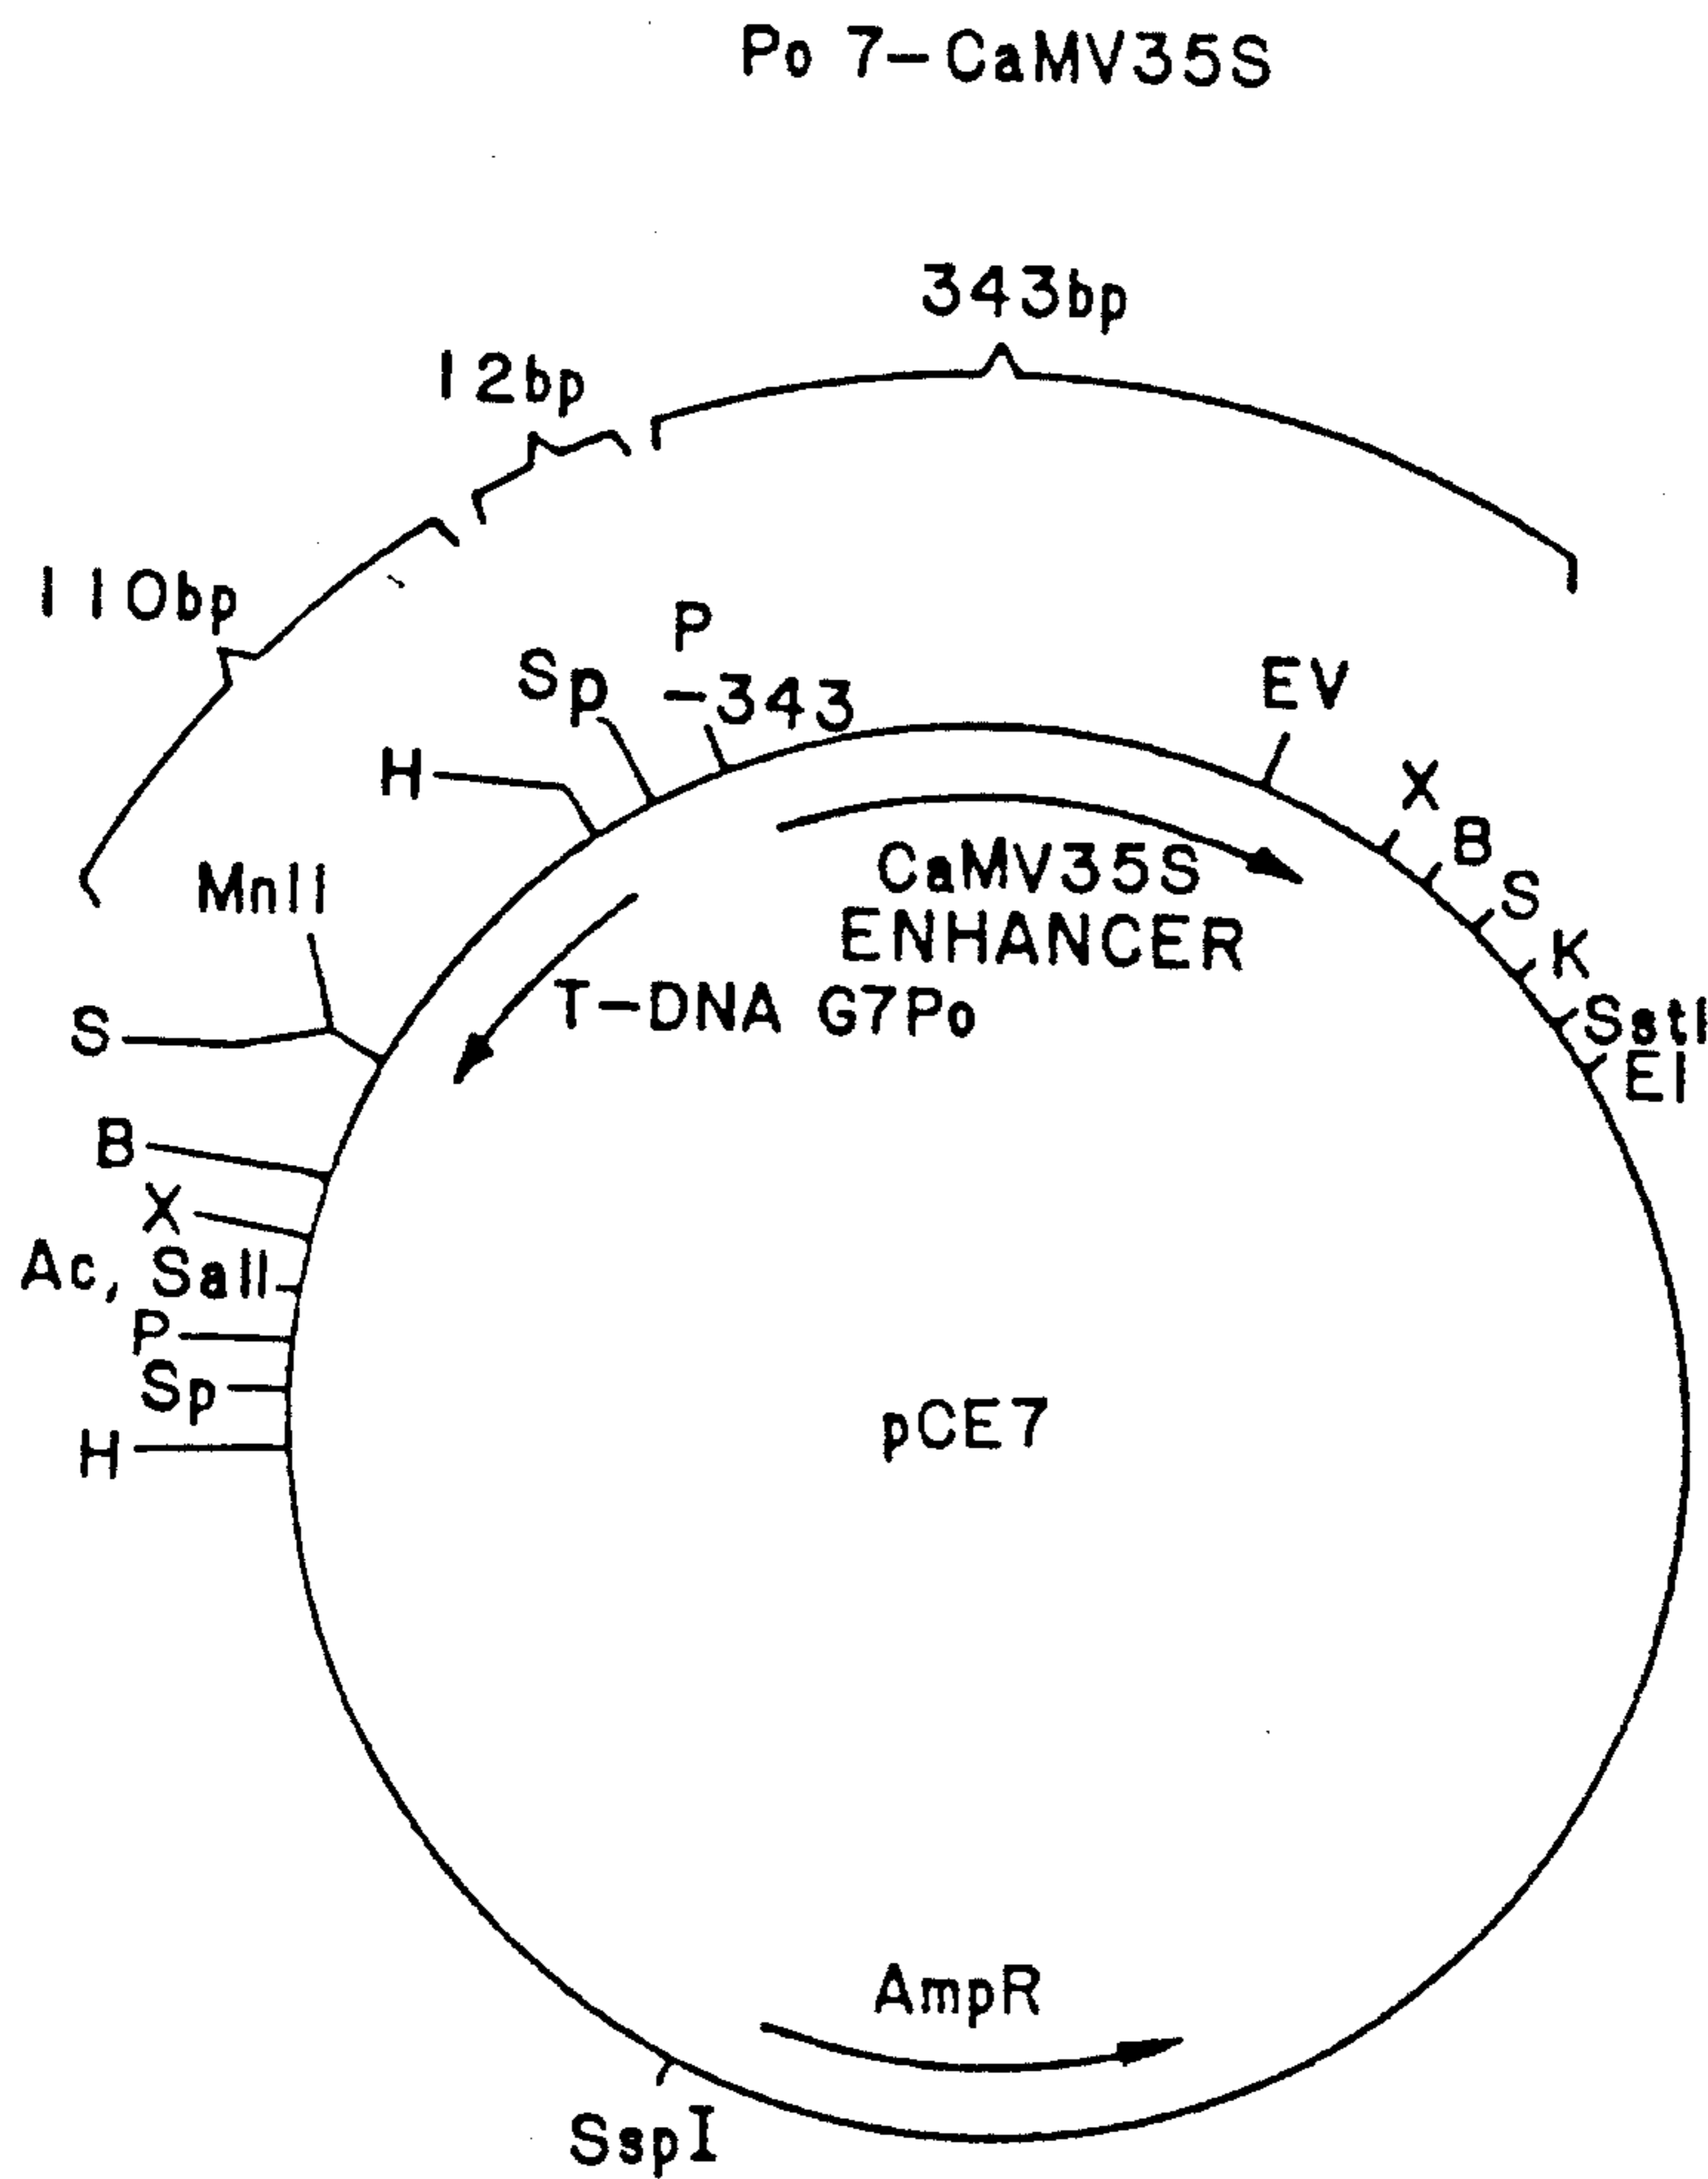 Po 7-CaMV35S
343bp
12bp
110bp
P
-343
Sp
EV
H
X
B
S
K
SstI
EI
CaMV35S
ENHANCER
MnlI
T-DNA G7Po
S
B
X
Ac, SalI
P
Sp
H
pCE7
AmpR
SspI